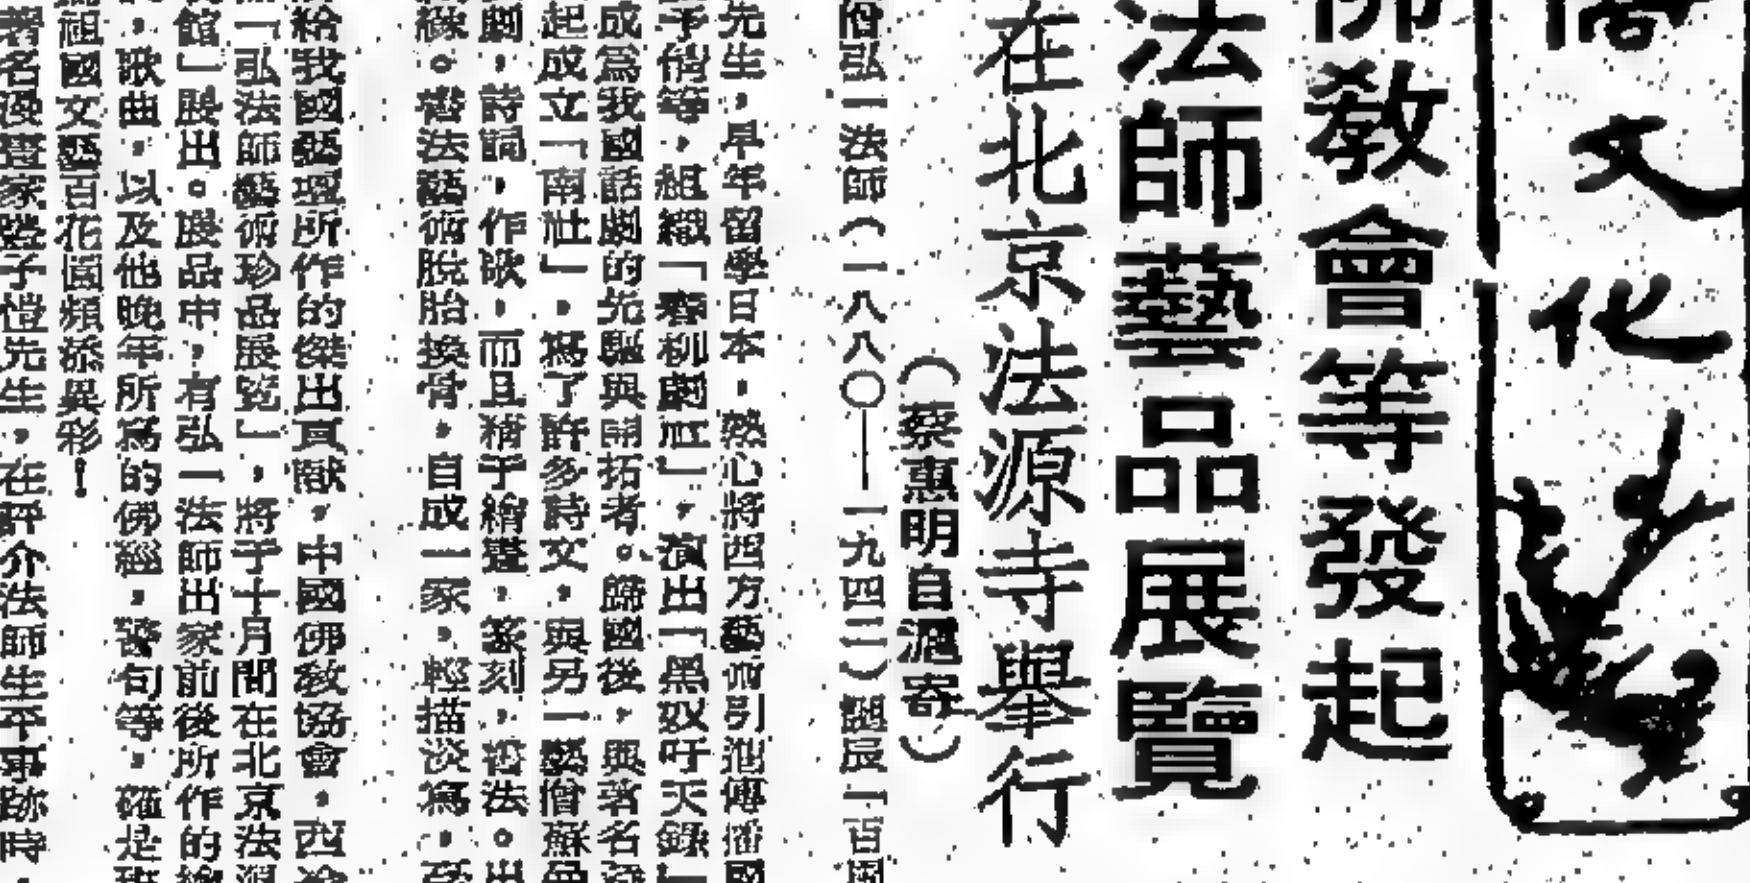 文化
佛教會等發起
法師藝品展覽
在北京法源寺舉行
（蔡惠明自滬寄）
僧弘一法師（一八八〇——一九四二）誕辰一百周
先生，早年留學日本，熱心將西方藝術引進傳播國
等，組織「春柳劇社」，演出「黑奴吁天錄」
成爲我國話劇的先驅與開拓者。歸國後，與著名
起成立「南社」，寫了許多詩文，與另一藝僧蘇曼
劇，詩詞，作歌，而且精于繪畫，篆刻，書法。出
緣。書法藝術脫胎換骨，自成一家，輕描淡寫，
給我國藝壇所作的傑出貢獻，中國佛教協會，西泠
「弘法師藝術珍品展覽」，將于十月間在北京法源
館」展出。展品中，有弘一法師出家前後所作的繪
，歌曲，以及他晚年所寫的佛經，警句等，確是
祖國文藝百花園頻添異彩！
著名漫畫家豐子愷先生，在評介法師生平事跡時，